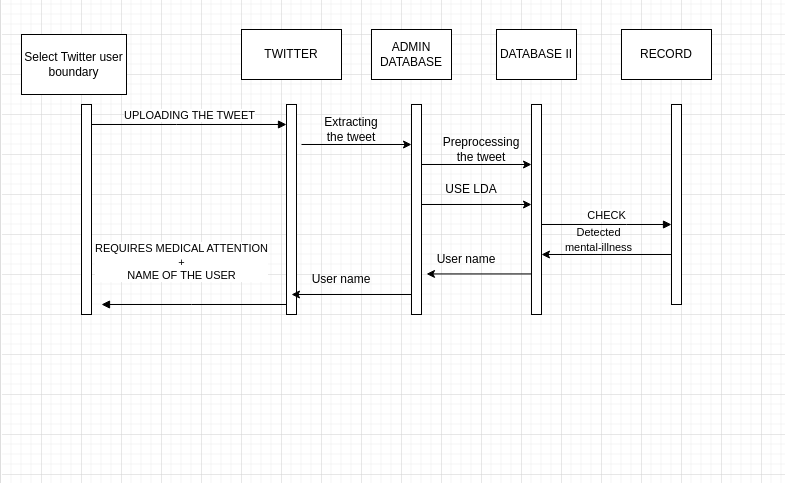 Select Twitter user
boundary
TWITTER
ADMIN
DATABASE
DATABASE II
RECORD
UPLOADING THE TWEET
Extracting
the tweet
Preprocessing
the tweet
USE LDA
CHECK
Detected
mental-illness
User name
User name
REQUIRES MEDICAL ATTENTION
+
NAME OF THE USER